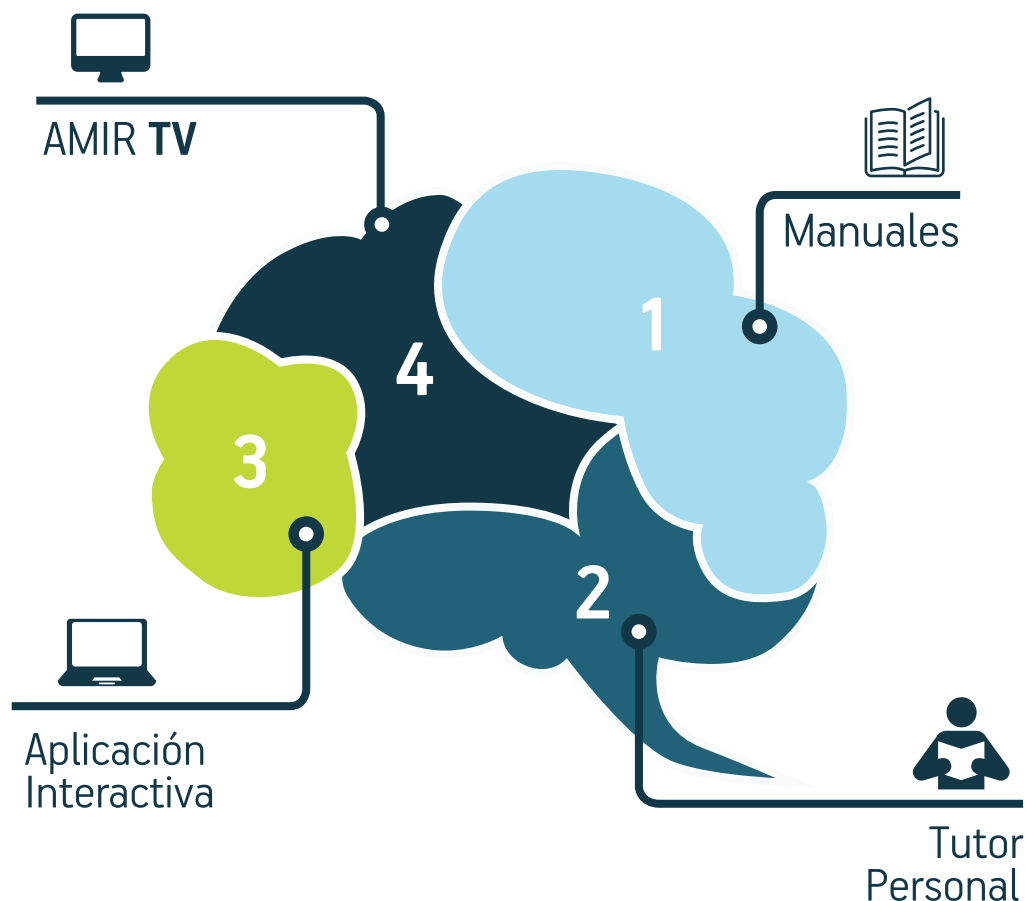 AMIR TV
Manuales
1
4
3
2
Aplicación
Interactiva
Tutor
Personal